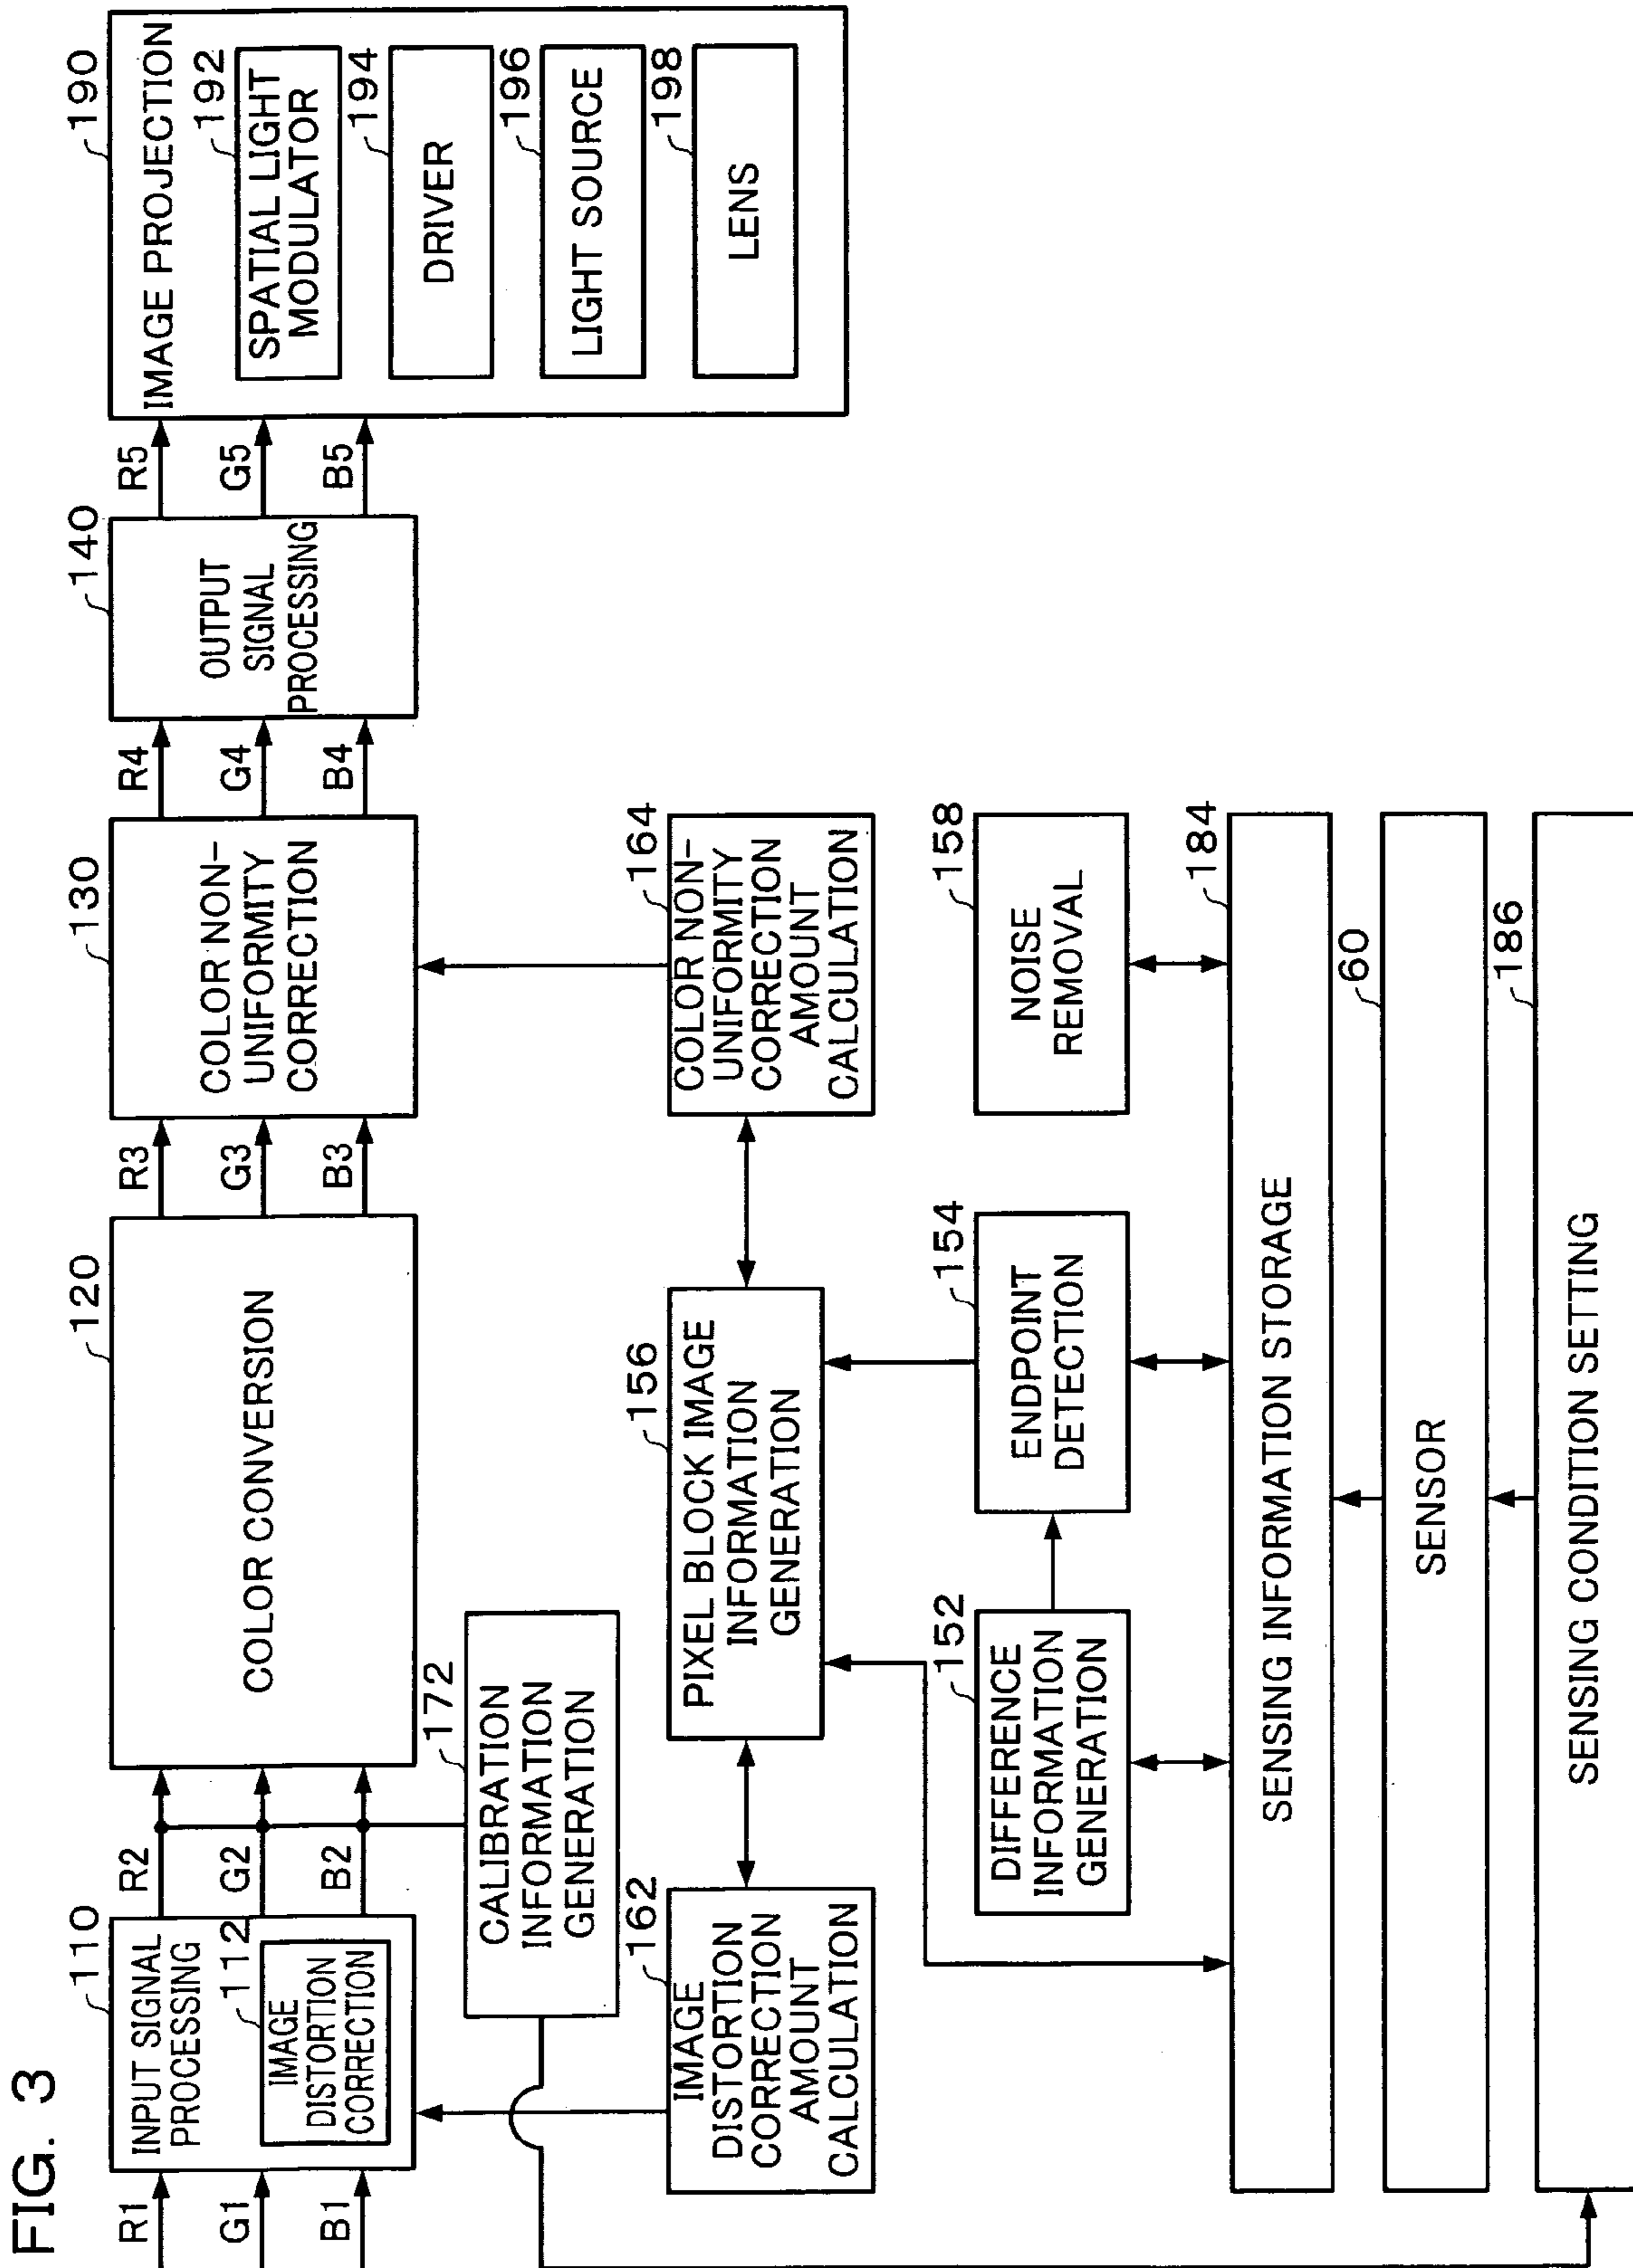 FIG. 3
R1
G1
B1
110
INPUT SIGNAL
PROCESSING
112
IMAGE
DISTORTION
CORRECTION
R2
G2
B2
120
COLOR CONVERSION
R3
G3
B3
130
COLOR NON-
UNIFORMITY
CORRECTION
R4
G4
B4
140
OUTPUT
SIGNAL
PROCESSING
R5
G5
B5
190
IMAGE PROJECTION
192
SPATIAL LIGHT
MODULATOR
194
DRIVER
196
LIGHT SOURCE
198
LENS
172
CALIBRATION
INFORMATION
GENERATION
162
IMAGE
DISTORTION
CORRECTION
AMOUNT
CALCULATION
156
PIXEL BLOCK IMAGE
INFORMATION
GENERATION
164
COLOR NON-
UNIFORMITY
CORRECTION
AMOUNT
CALCULATION
152
DIFFERENCE
INFORMATION
GENERATION
154
ENDPOINT
DETECTION
158
NOISE
REMOVAL
184
SENSING INFORMATION STORAGE
60
SENSOR
186
SENSING CONDITION SETTING